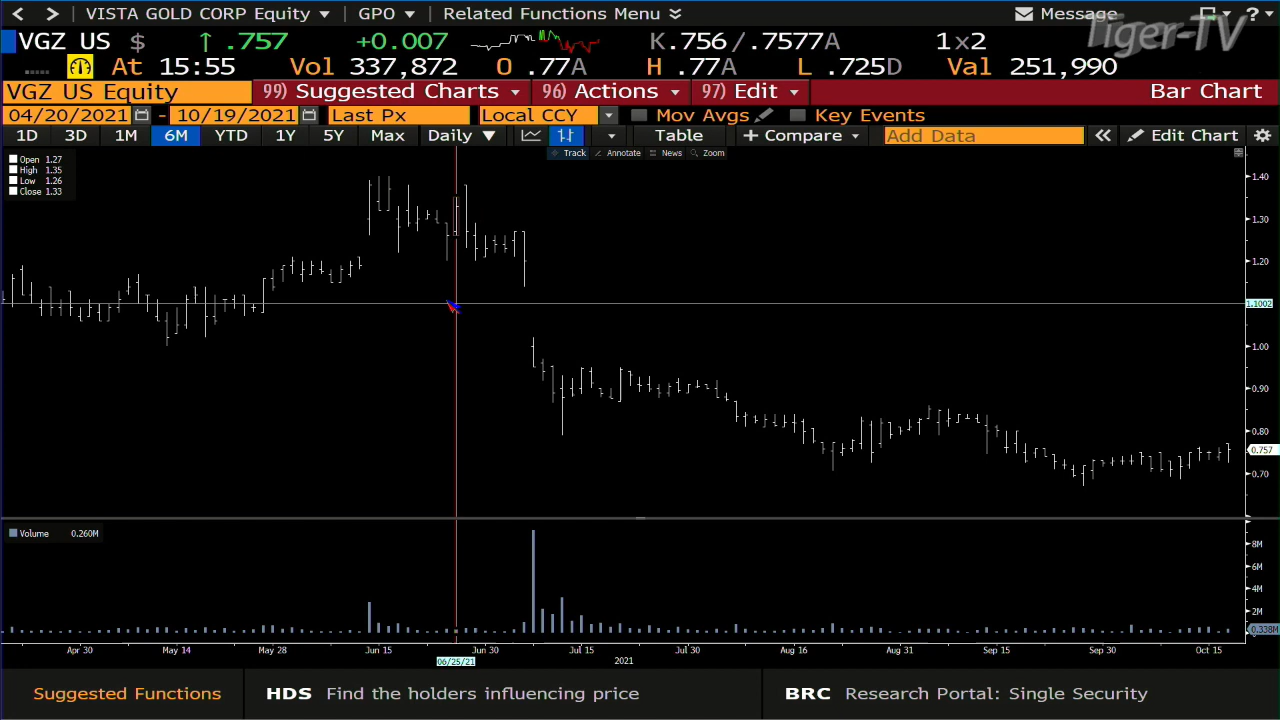 < > VISTA GOLD CORP Equity ▼ GPO ▼ Related Functions Menu Message ?
Tiger-TV
VGZ US $ ↑ .757 +0.007 K.756/.7577A 1x2
At 15:55 Vol 337,872 O .77A H .77A L .725D Val 251,990
VGZ US Equity 99) Suggested Charts 96) Actions 97) Edit Bar Chart
04/20/2021 - 10/19/2021 Last Px Local CCY Mov Avgs Key Events
1D 3D 1M 6M YTD 1Y 5Y Max Daily ▼ Table + Compare Add Data « Edit Chart
Track Annotate News Zoom
Open 1.27
High 1.35
Low 1.26
Close 1.33
1.40
1.30
1.20
1.1002
1.00
0.90
0.80
0.757
0.70
Volume 0.260M
8M
6M
2M
0.338M
Apr 30 May 14 May 28 Jun 15 Jun 30 Jul 15 Jul 30 Aug 16 Aug 31 Sep 15 Sep 30 Oct 15
06/25/21 2021
Suggested Functions HDS Find the holders influencing price BRC Research Portal: Single Security